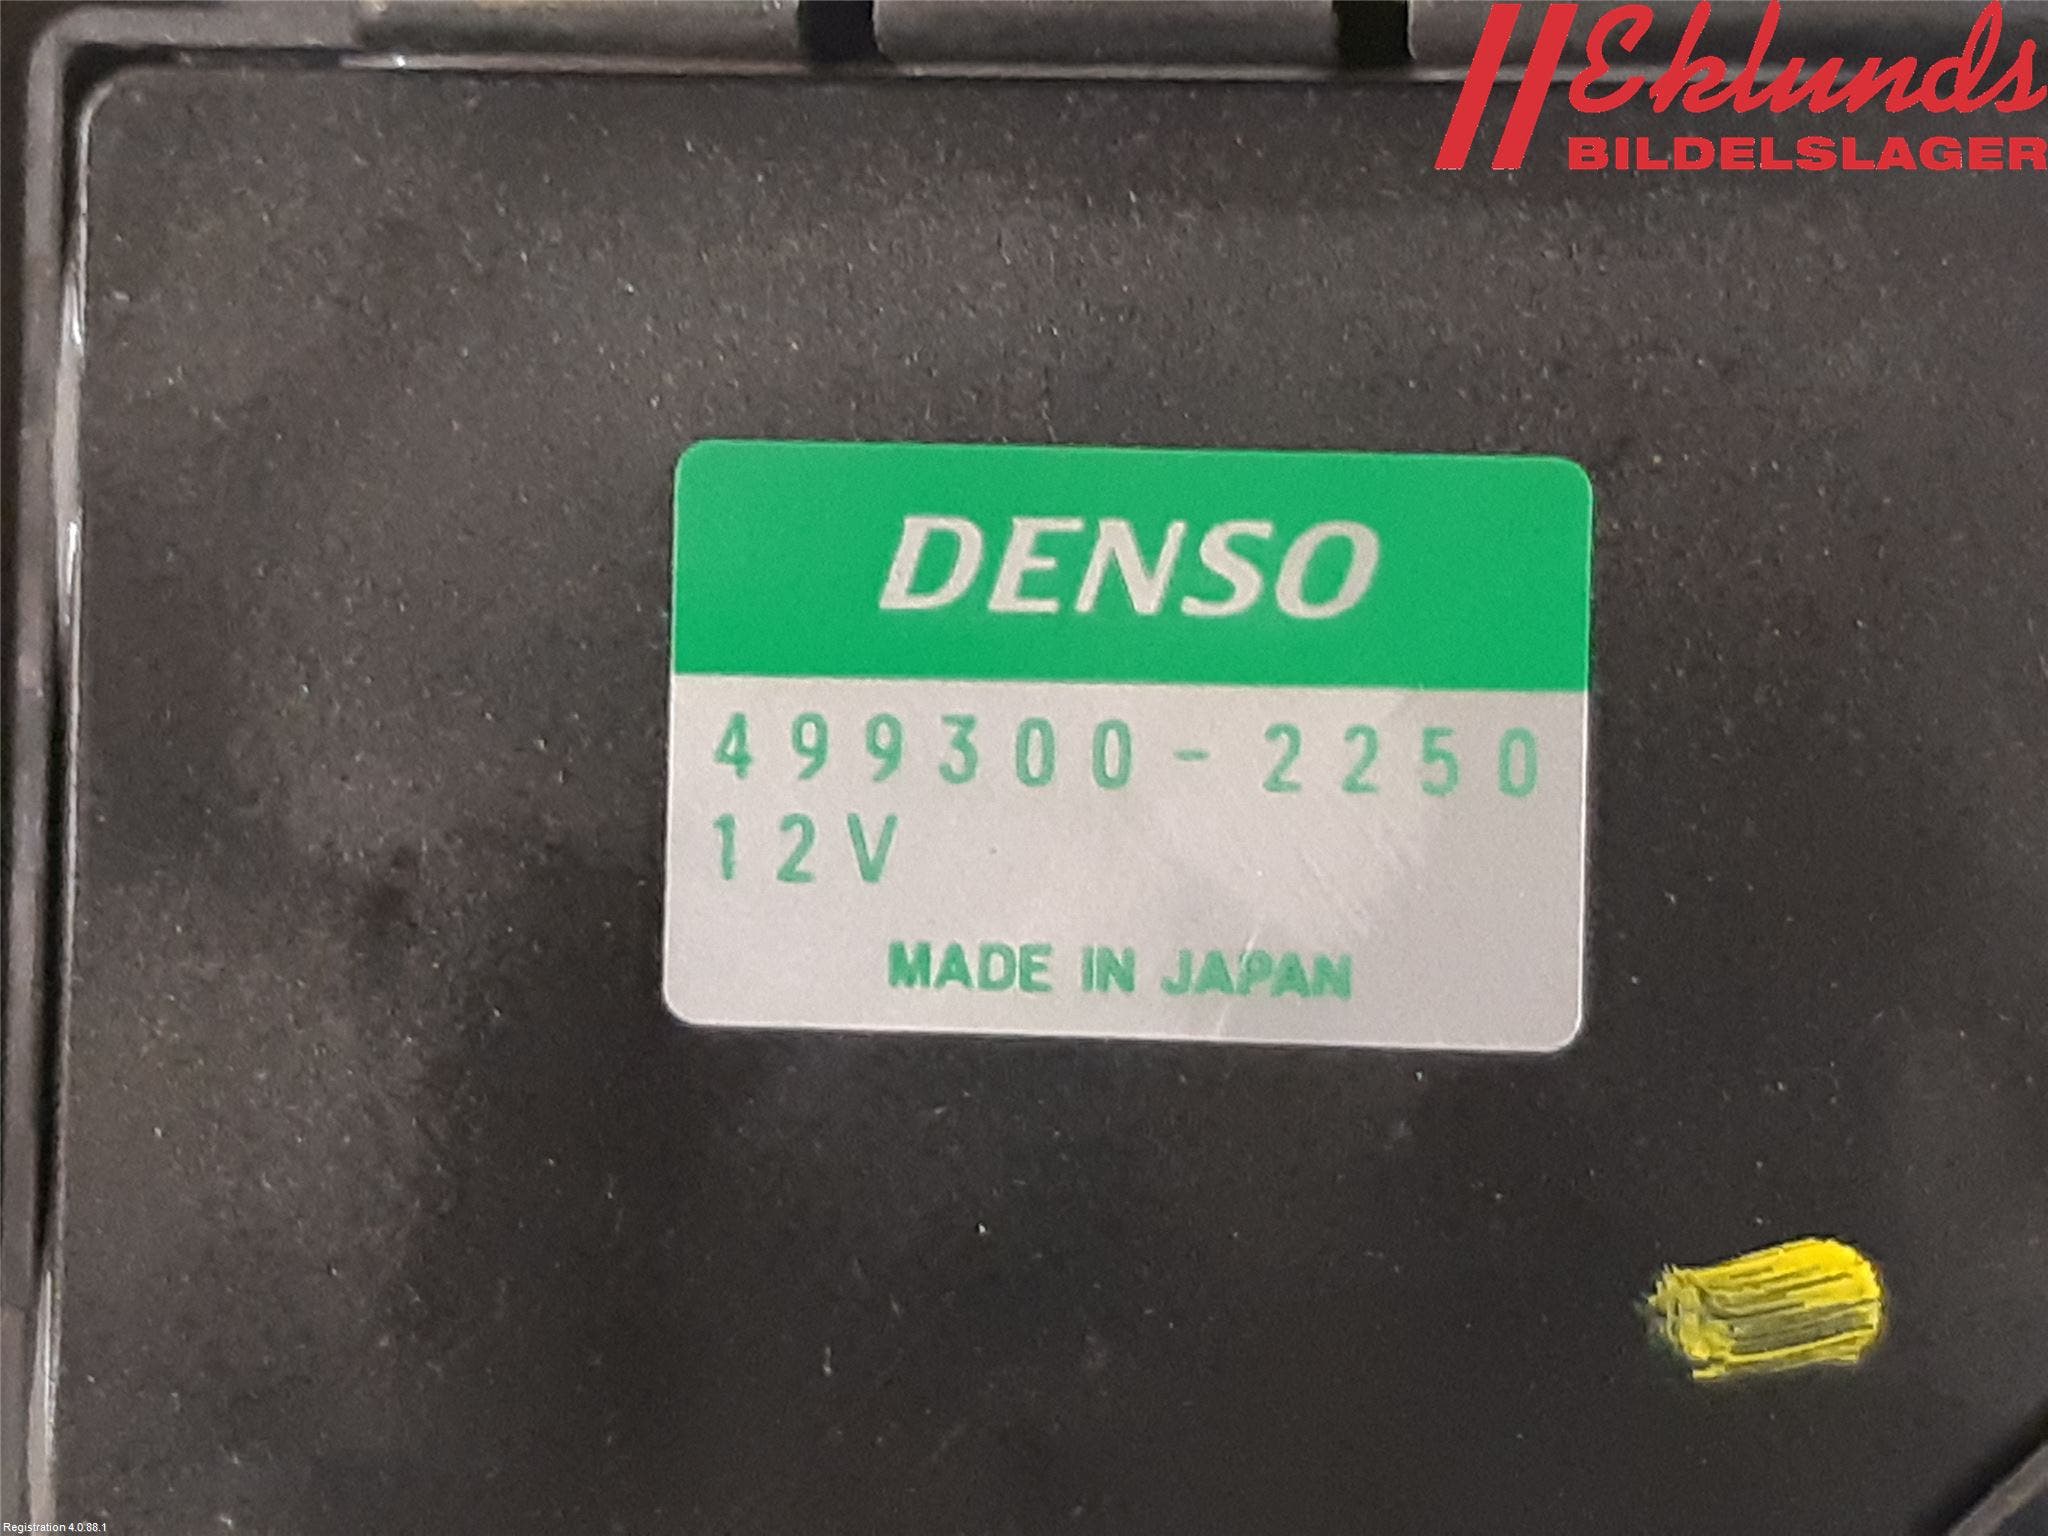 Eklunds
BILDELSLAGER
DENSO
499300-2250
12V
MADE IN JAPAN
Registration 4.0.88.1